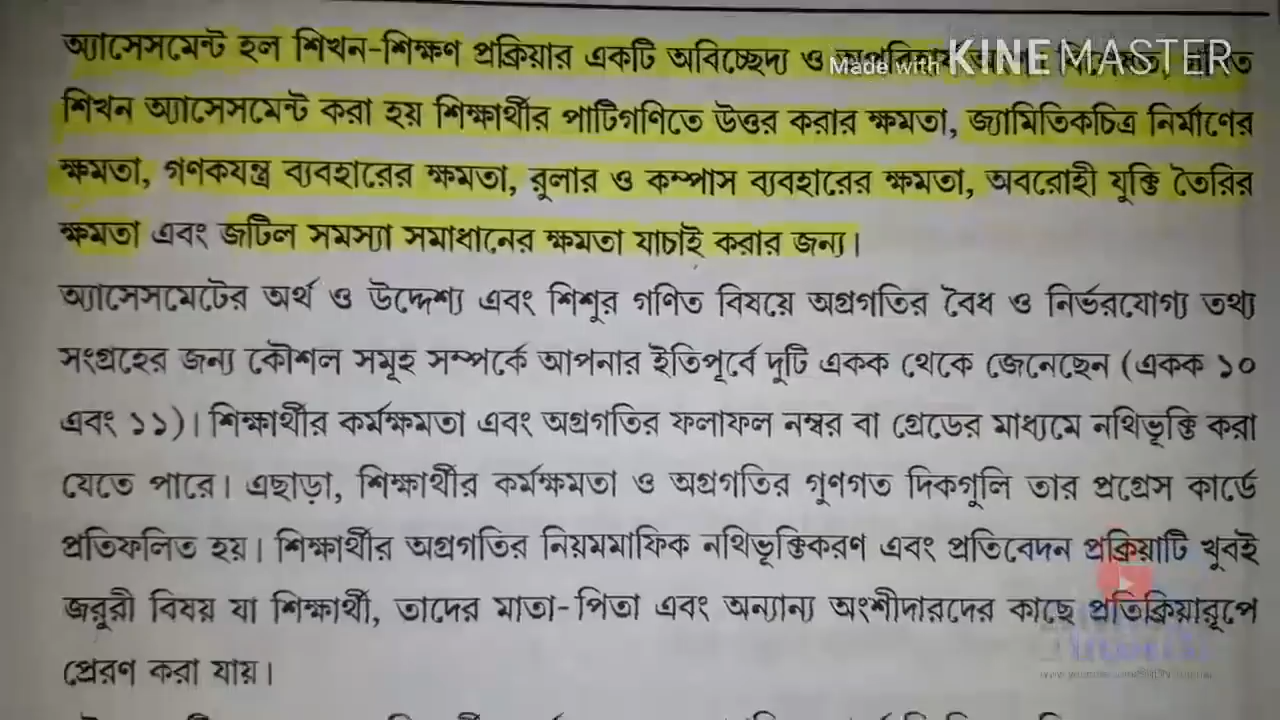 অ্যাসেসমেন্ট হল শিখন-শিক্ষণ প্রক্রিয়ার একটি অবিচ্ছেদ্য ও
Made with KINEMASTER
শিখন অ্যাসেসমেন্ট করা হয় শিক্ষার্থীর পাটিগণিতে উত্তর করার ক্ষমতা, জ্যামিতিকচিত্র নির্মাণের
ক্ষমতা, গণকযন্ত্র ব্যবহারের ক্ষমতা, রুলার ও কম্পাস ব্যবহারের ক্ষমতা, অবরোহী যুক্তি তৈরির
ক্ষমতা এবং জটিল সমস্যা সমাধানের ক্ষমতা যাচাই করার জন্য।
অ্যাসেসমেটের অর্থ ও উদ্দেশ্য এবং শিশুর গণিত বিষয়ে অগ্রগতির বৈধ ও নির্ভরযোগ্য তথ্য
সংগ্রহের জন্য কৌশল সমূহ সম্পর্কে আপনার ইতিপূর্বে দুটি একক থেকে জেনেছেন (একক ১০
এবং ১১)। শিক্ষার্থীর কর্মক্ষমতা এবং অগ্রগতির ফলাফল নম্বর বা গ্রেডের মাধ্যমে নথিভূক্তি করা
যেতে পারে। এছাড়া, শিক্ষার্থীর কর্মক্ষমতা ও অগ্রগতির গুণগত দিকগুলি তার প্রগ্রেস কার্ডে
প্রতিফলিত হয়। শিক্ষার্থীর অগ্রগতির নিয়মমাফিক নথিভূক্তিকরণ এবং প্রতিবেদন প্রক্রিয়াটি খুবই
জরুরী বিষয় যা শিক্ষার্থী, তাদের মাতা-পিতা এবং অন্যান্য অংশীদারদের কাছে প্রতিক্রিয়ারূপে
প্রেরণ করা যায়।